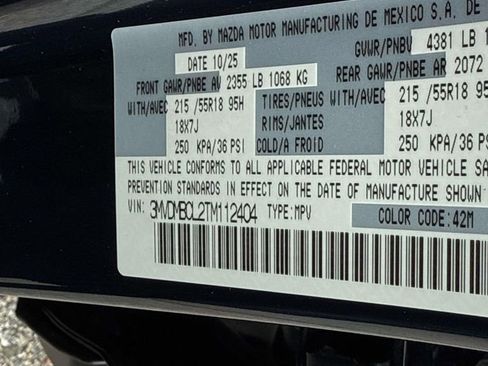 MFD. BY MAZDA MOTOR MANUFACTURING DE MEXICO S.A. DE
DATE 10/25 GVWR/PNBV 4381 LB
FRONT GAWR/PNBE AV 2355 LB 1068 KG REAR GAWR/PNBE AR 2072
WITH/AVEC 215 /55R18 95H TIRES/PNEUS WITH/AVEC 215 /55R18 95H
18X7J RIMS/JANTES 18X7J
250 KPA/36 PSI COLD/A FROID 250 KPA/36 PSI
THIS VEHICLE CONFORMS TO ALL APPLICABLE FEDERAL MOTOR VEHICLE SA
PREVENTION STANDARDS IN EFFECT ON THE DATE OF MANUFACTURE SHOWN
VIN: 3MVDMBCL2TM112404 TYPE: MPV
COLOR CODE: 42M